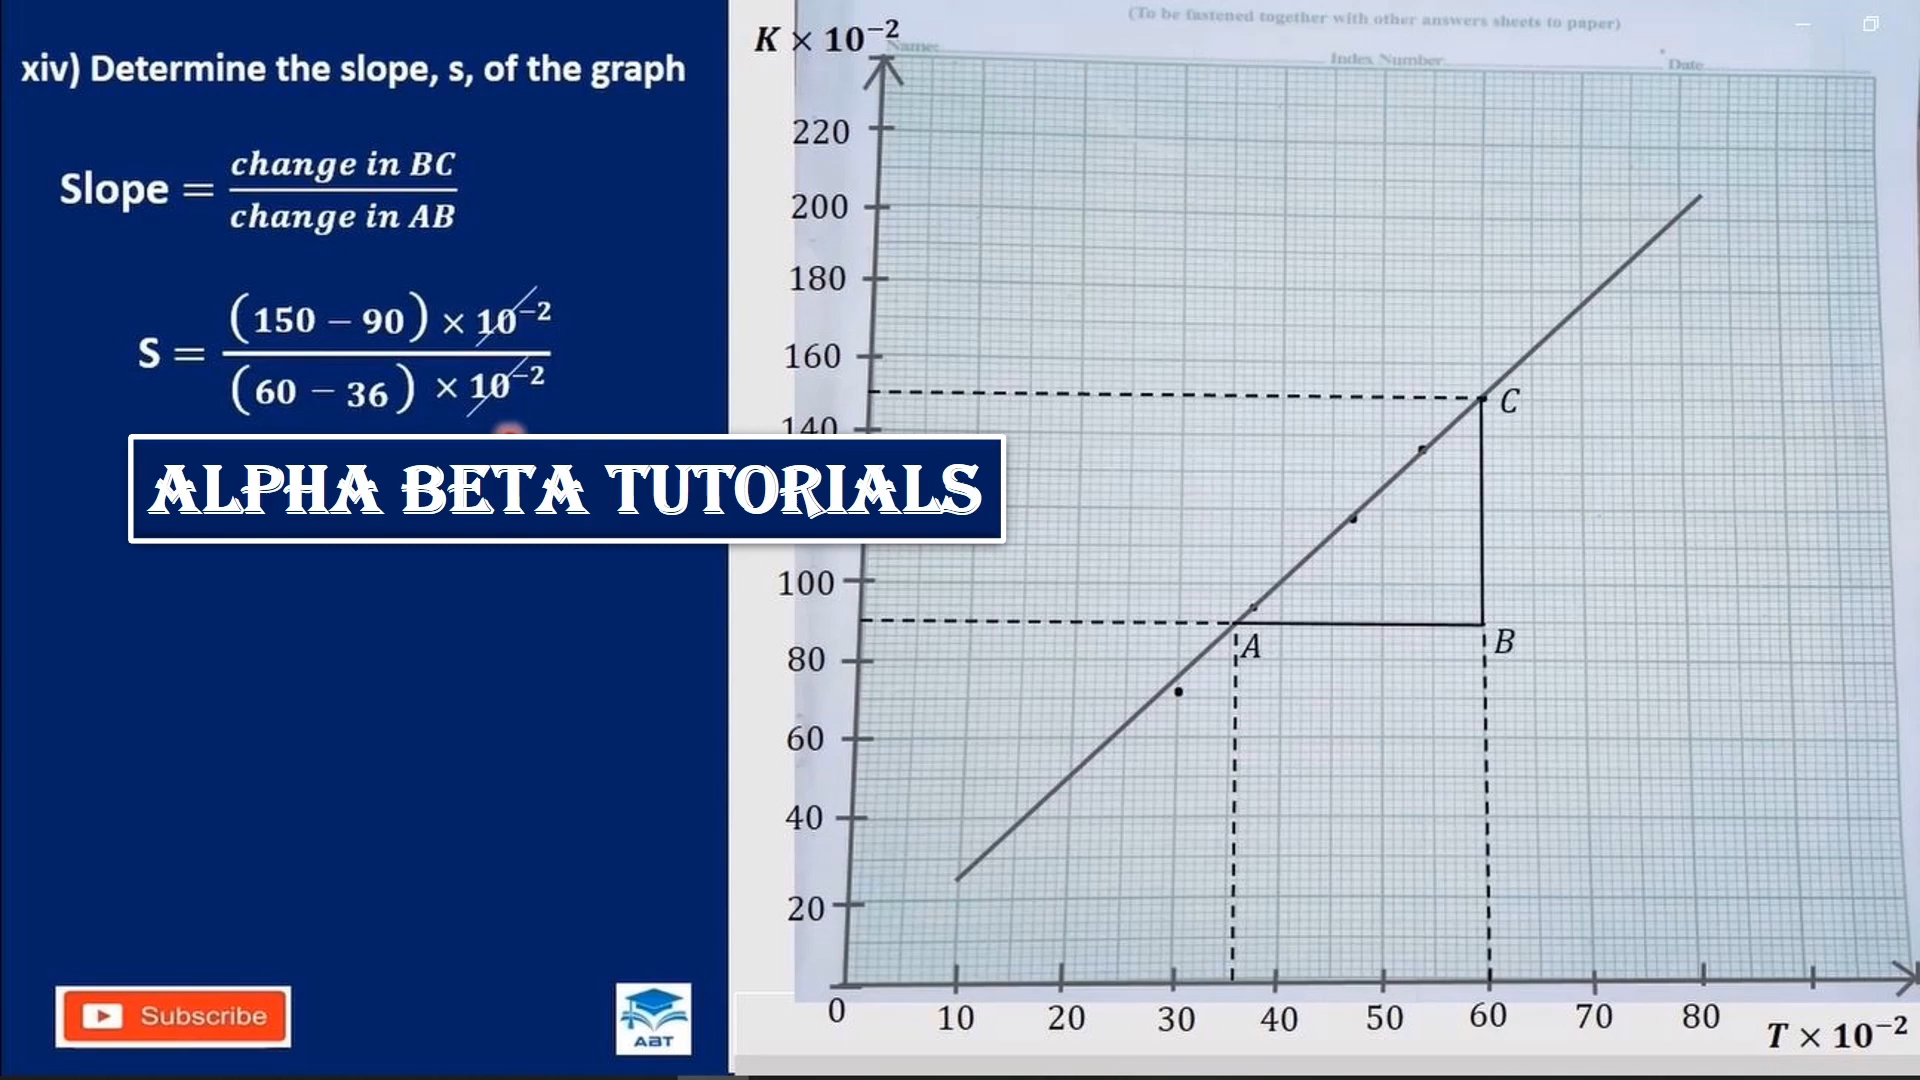 xiv) Determine the slope, s, of the graph
Slope = change in BC / change in AB
S = (150 − 90) × 10⁻² / (60 − 36) × 10⁻²
ALPHA BETA TUTORIALS
Subscribe
ABT
(To be fastened together with other answers sheets to paper)
Name:
Index Number
Date
K × 10⁻²
220
200
180
160
140
100
80
60
40
20
0
C
A
B
10 20 30 40 50 60 70 80
T × 10⁻²